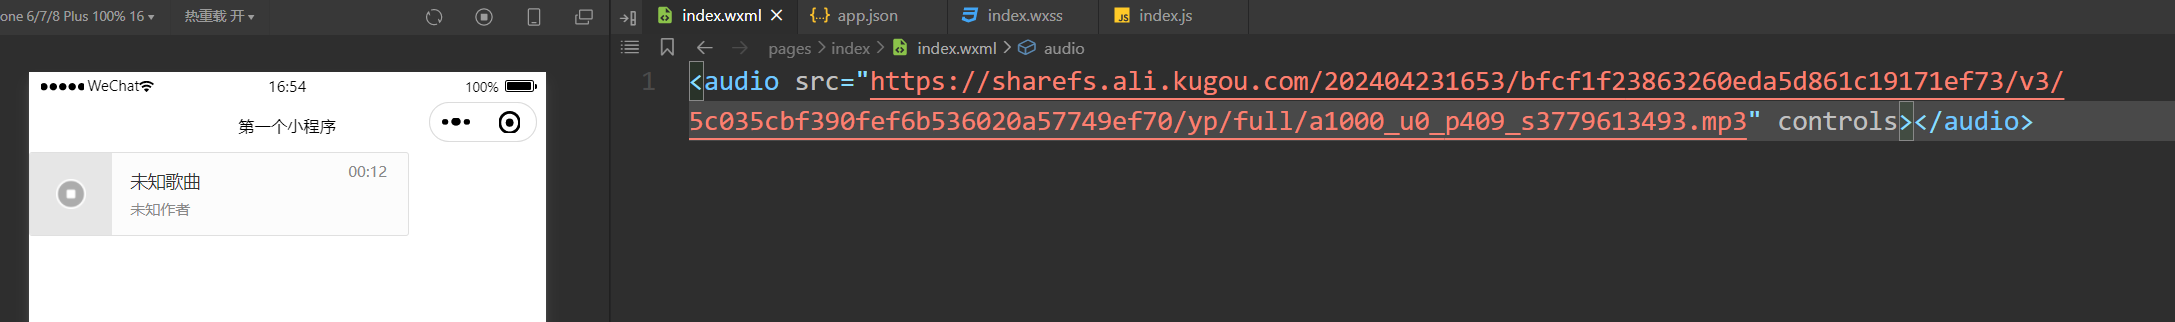 one 6/7/8 Plus 100% 16 热重载 开
index.wxml app.json index.wxss index.js
pages index index.wxml audio
WeChat 16:54 100%
第一个小程序
未知歌曲 00:12
未知作者
1 <audio src="https://sharefs.ali.kugou.com/202404231653/bfcf1f23863260eda5d861c19171ef73/v3/
5c035cbf390fef6b536020a57749ef70/yp/full/a1000_u0_p409_s3779613493.mp3" controls></audio>